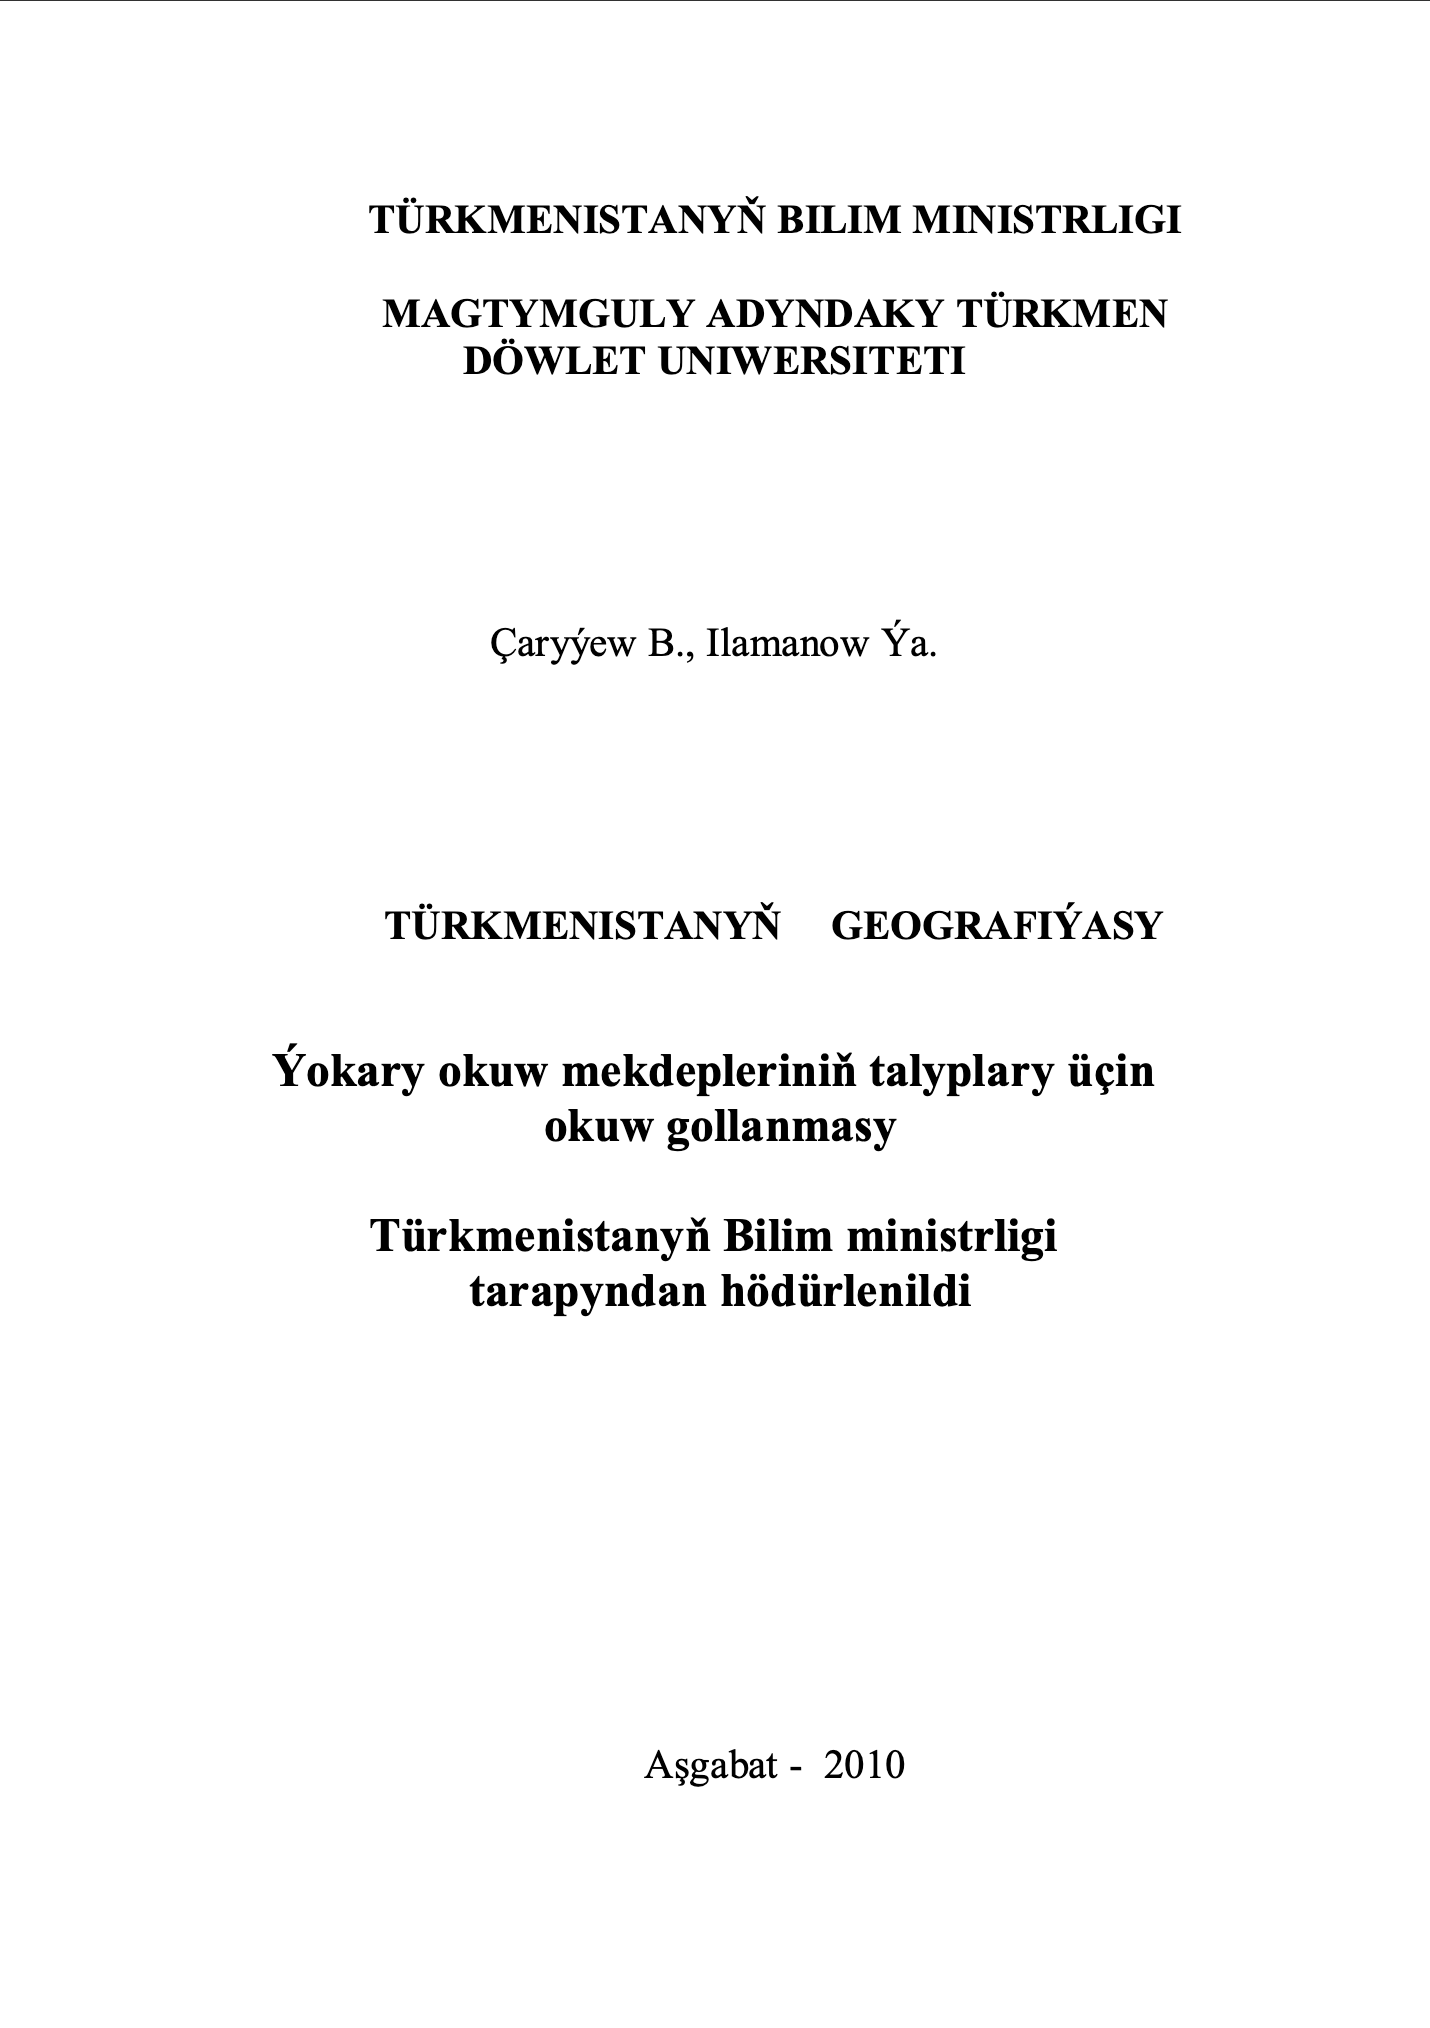 TÜRKMENISTANYŇ BILIM MINISTRLIGI
MAGTYMGULY ADYNDAKY TÜRKMEN
DÖWLET UNIWERSITETI
Çaryýew B., Ilamanow Ýa.
TÜRKMENISTANYŇ GEOGRAFIÝASY
Ýokary okuw mekdepleriniň talyplary üçin
okuw gollanmasy
Türkmenistanyň Bilim ministrligi
tarapyndan hödürlenildi
Aşgabat - 2010